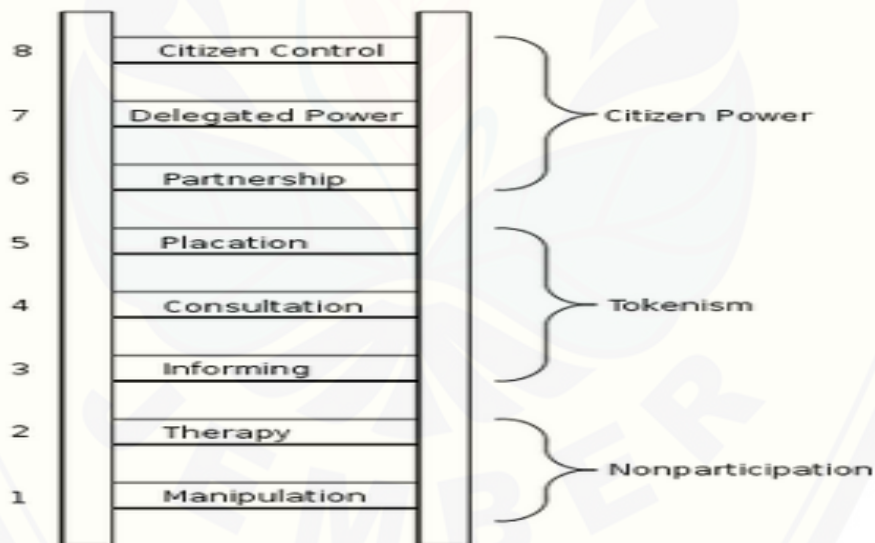 8 Citizen Control
7 Delegated Power Citizen Power
6 Partnership
5 Placation
4 Consultation Tokenism
3 Informing
2 Therapy
Nonparticipation
1 Manipulation
EMBER